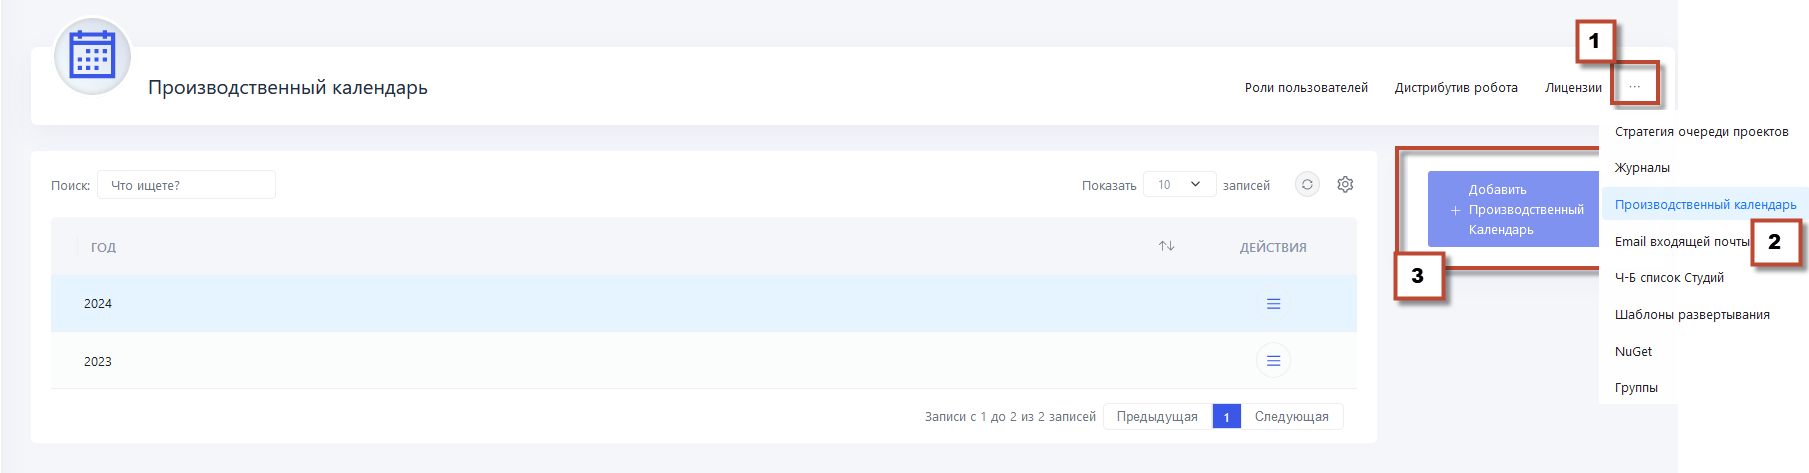 1
Производственный календарь
Роли пользователей Дистрибутив робота Лицензии ...
Стратегия очереди проектов
Журналы
Производственный календарь
Email входящей почты
2
Ч-Б список Студий
Шаблоны развертывания
NuGet
Группы
Поиск: Что ищете?
Показать 10 записей
+ Добавить
Производственный
Календарь
3
ГОД ДЕЙСТВИЯ
2024
2023
Записи с 1 до 2 из 2 записей Предыдущая 1 Следующая